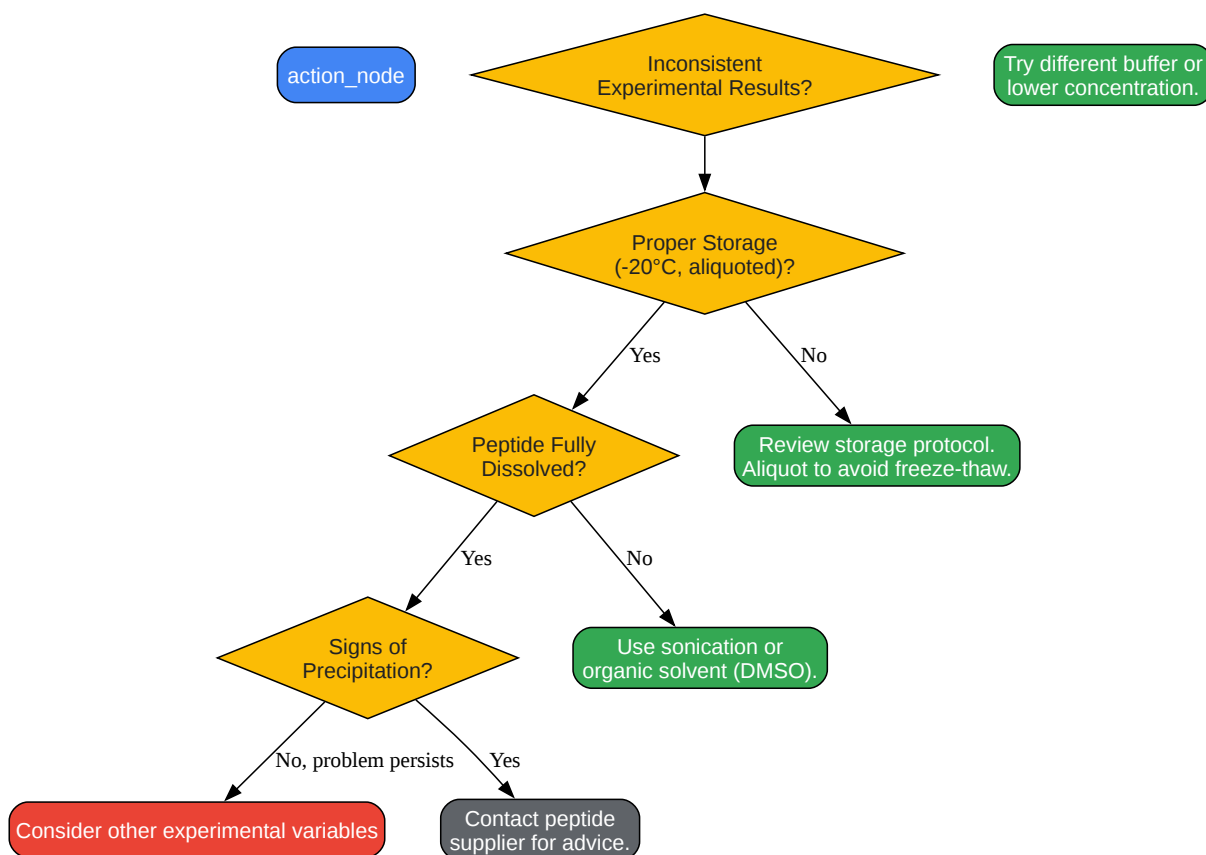 action_node
Inconsistent
Experimental Results?
Try different buffer or
lower concentration.
Proper Storage
(-20°C, aliquoted)?
Yes
No
Peptide Fully
Dissolved?
Review storage protocol.
Aliquot to avoid freeze-thaw.
Yes
No
Signs of
Precipitation?
Use sonication or
organic solvent (DMSO).
No, problem persists
Yes
Consider other experimental variables
Contact peptide
supplier for advice.